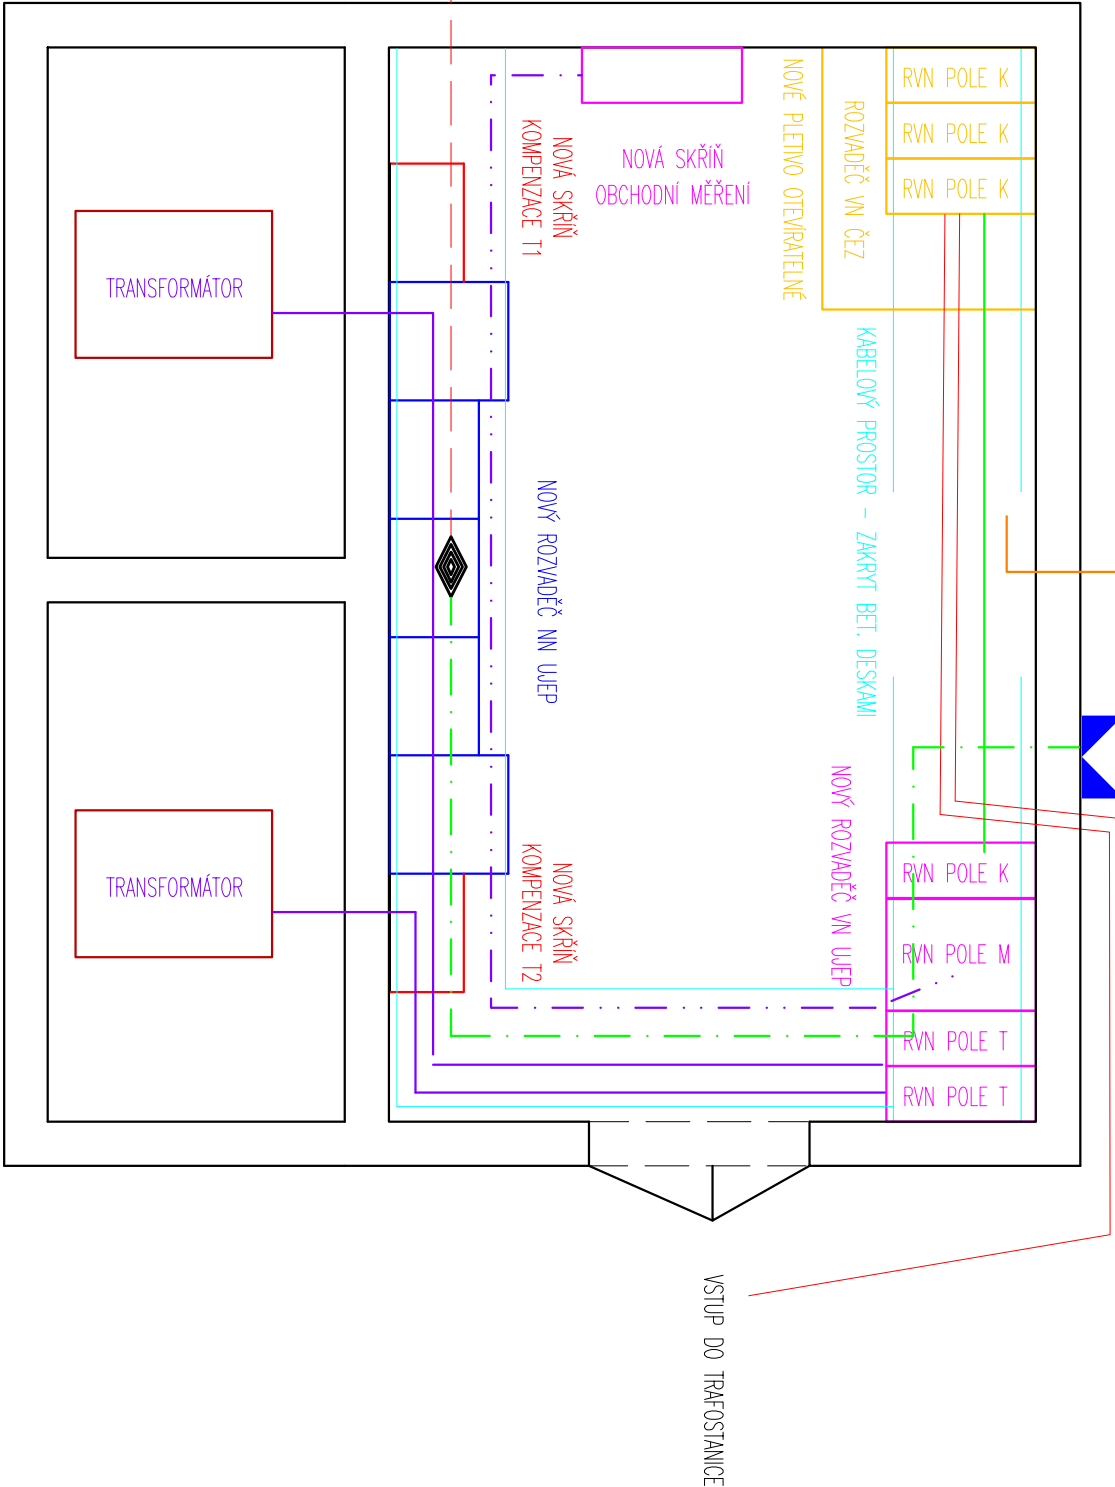 RVN POLE K
RVN POLE K
RVN POLE K
ROZVADĚČ VN ČEZ
NOVÉ PLETIVO OTEVÍRATELNÉ
NOVÁ SKŘÍŇ
OBCHODNÍ MĚŘENÍ
NOVÁ SKŘÍŇ
KOMPENZACE T1
TRANSFORMÁTOR
KABELOVÝ PROSTOR - ZAKRYT BET. DESKAMI
NOVÝ ROZVADĚČ NN UJEP
NOVÝ ROZVADĚČ VN UJEP
NOVÁ SKŘÍŇ
KOMPENZACE T2
TRANSFORMÁTOR
RVN POLE K
RVN POLE M
RVN POLE T
RVN POLE T
VSTUP DO TRAFOSTANICE